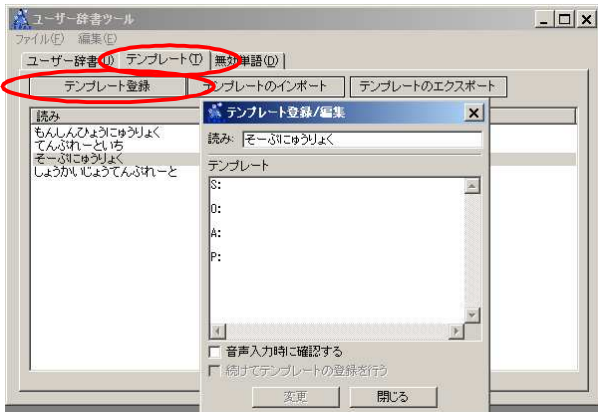 ユーザー辞書ツール
ファイル(F) 編集(E)
ユーザー辞書(U) テンプレート(T) 無効単語(D)
テンプレート登録 テンプレートのインポート テンプレートのエクスポート
読み
もんしんひょうにゅうりょく
てんぷれーといち
そーぷにゅうりょく
しょうかいじょうてんぷれーと
テンプレート登録/編集
読み: そーぷにゅうりょく
テンプレート
S:
O:
A:
P:
音声入力時に確認する
続けてテンプレートの登録を行う
変更 閉じる